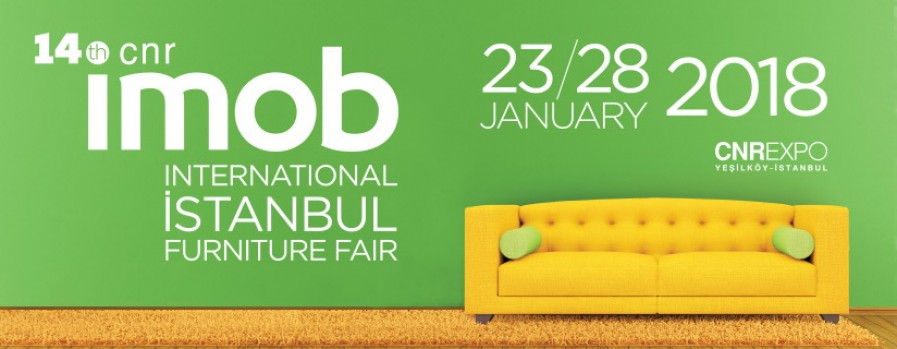 14th cnr
imob
INTERNATIONAL
İSTANBUL
FURNITURE FAIR
23/28
JANUARY
2018
CNREXPO
YEŞİLKÖY-İSTANBUL